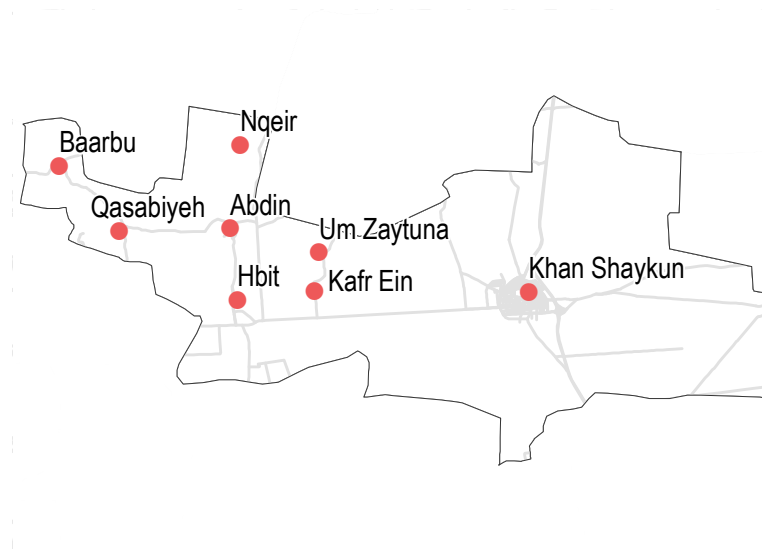 Nqeir
Baarbu
Qasabiyeh
Abdin
Um Zaytuna
Khan Shaykun
Hbit
Kafr Ein